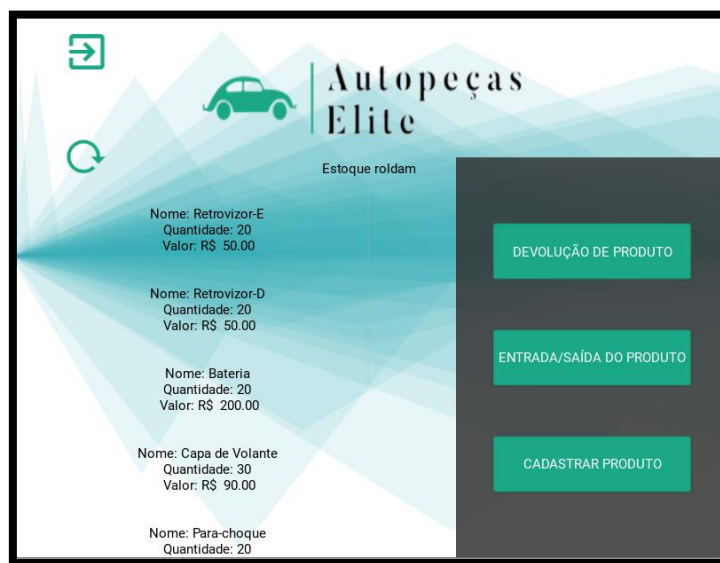 Autopeças
Elite
Estoque roldam
Nome: Retrovizor-E
Quantidade: 20
Valor: R$ 50.00
Nome: Retrovizor-D
Quantidade: 20
Valor: R$ 50.00
Nome: Bateria
Quantidade: 20
Valor: R$ 200.00
Nome: Capa de Volante
Quantidade: 30
Valor: R$ 90.00
Nome: Para-choque
Quantidade: 20
DEVOLUÇÃO DE PRODUTO
ENTRADA/SAÍDA DO PRODUTO
CADASTRAR PRODUTO